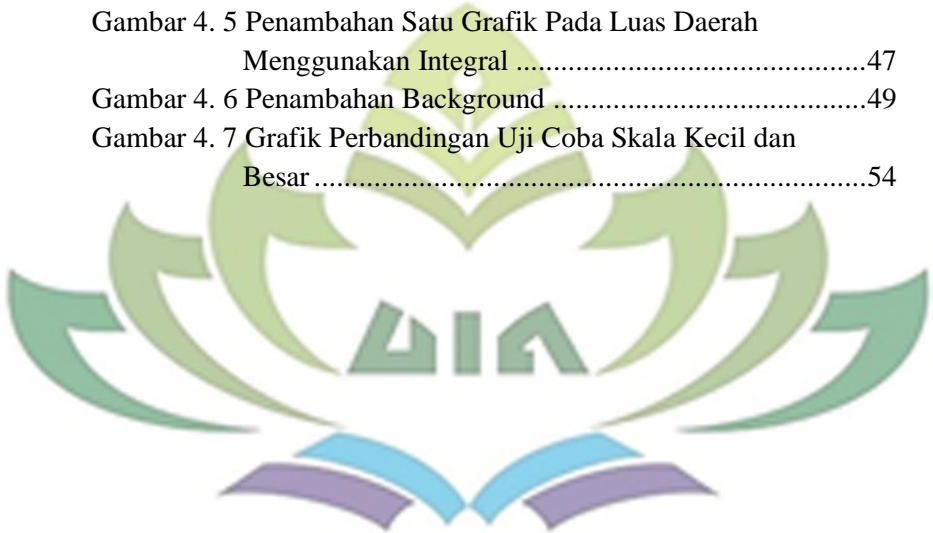 Gambar 4. 5 Penambahan Satu Grafik Pada Luas Daerah
Menggunakan Integral ...............................................47
Gambar 4. 6 Penambahan Background ..........................................49
Gambar 4. 7 Grafik Perbandingan Uji Coba Skala Kecil dan
Besar ..........................................................................54
UIN